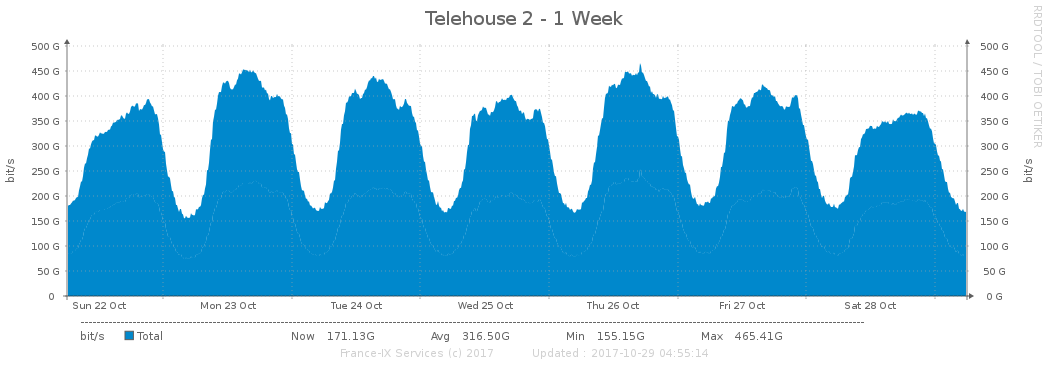 Telehouse 2 - 1 Week
RRDTOOL / TOBI OETIKER
bit/s
500 G
450 G
400 G
350 G
300 G
250 G
200 G
150 G
100 G
50 G
0
500 G
450 G
400 G
350 G
300 G
250 G
200 G
150 G
100 G
50 G
0 G
bit/s
Sun 22 Oct Mon 23 Oct Tue 24 Oct Wed 25 Oct Thu 26 Oct Fri 27 Oct Sat 28 Oct
bit/s Total Now 171.13G Avg 316.50G Min 155.15G Max 465.41G
France-IX Services (c) 2017 Updated : 2017-10-29 04:55:14